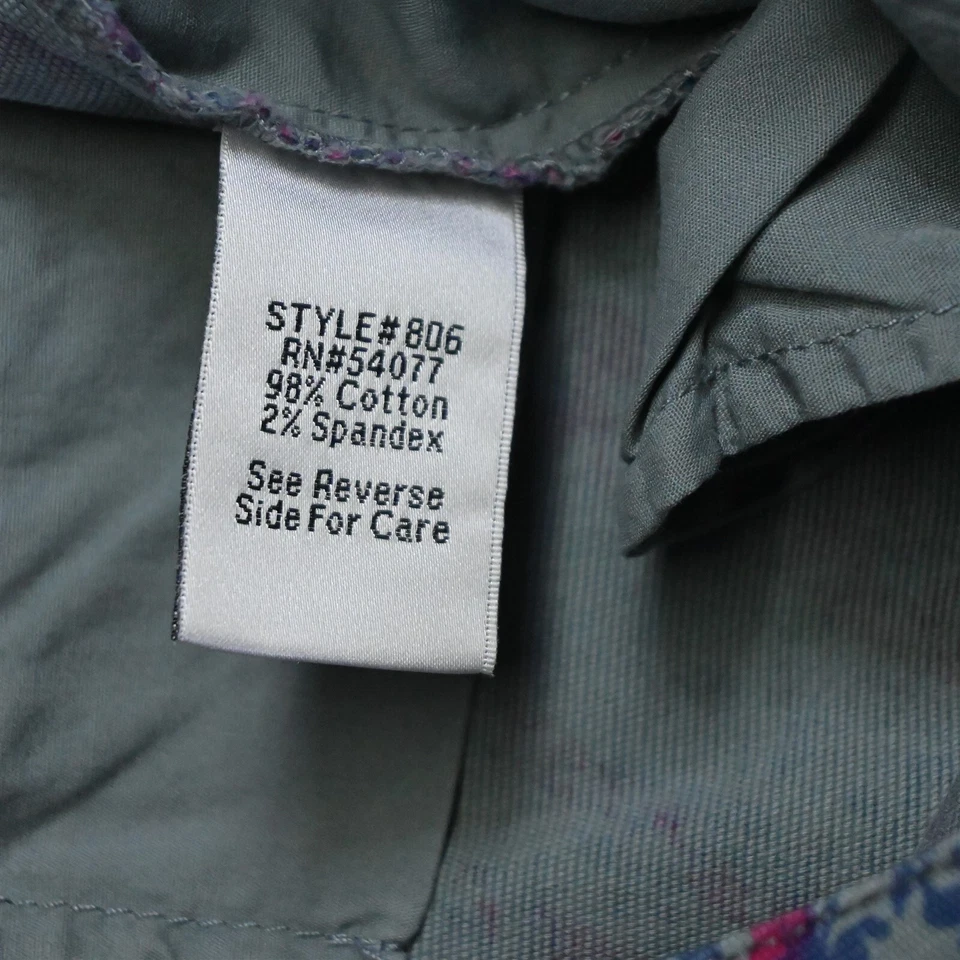 STYLE#806
RN#54077
98% Cotton
2% Spandex
See Reverse
Side For Care